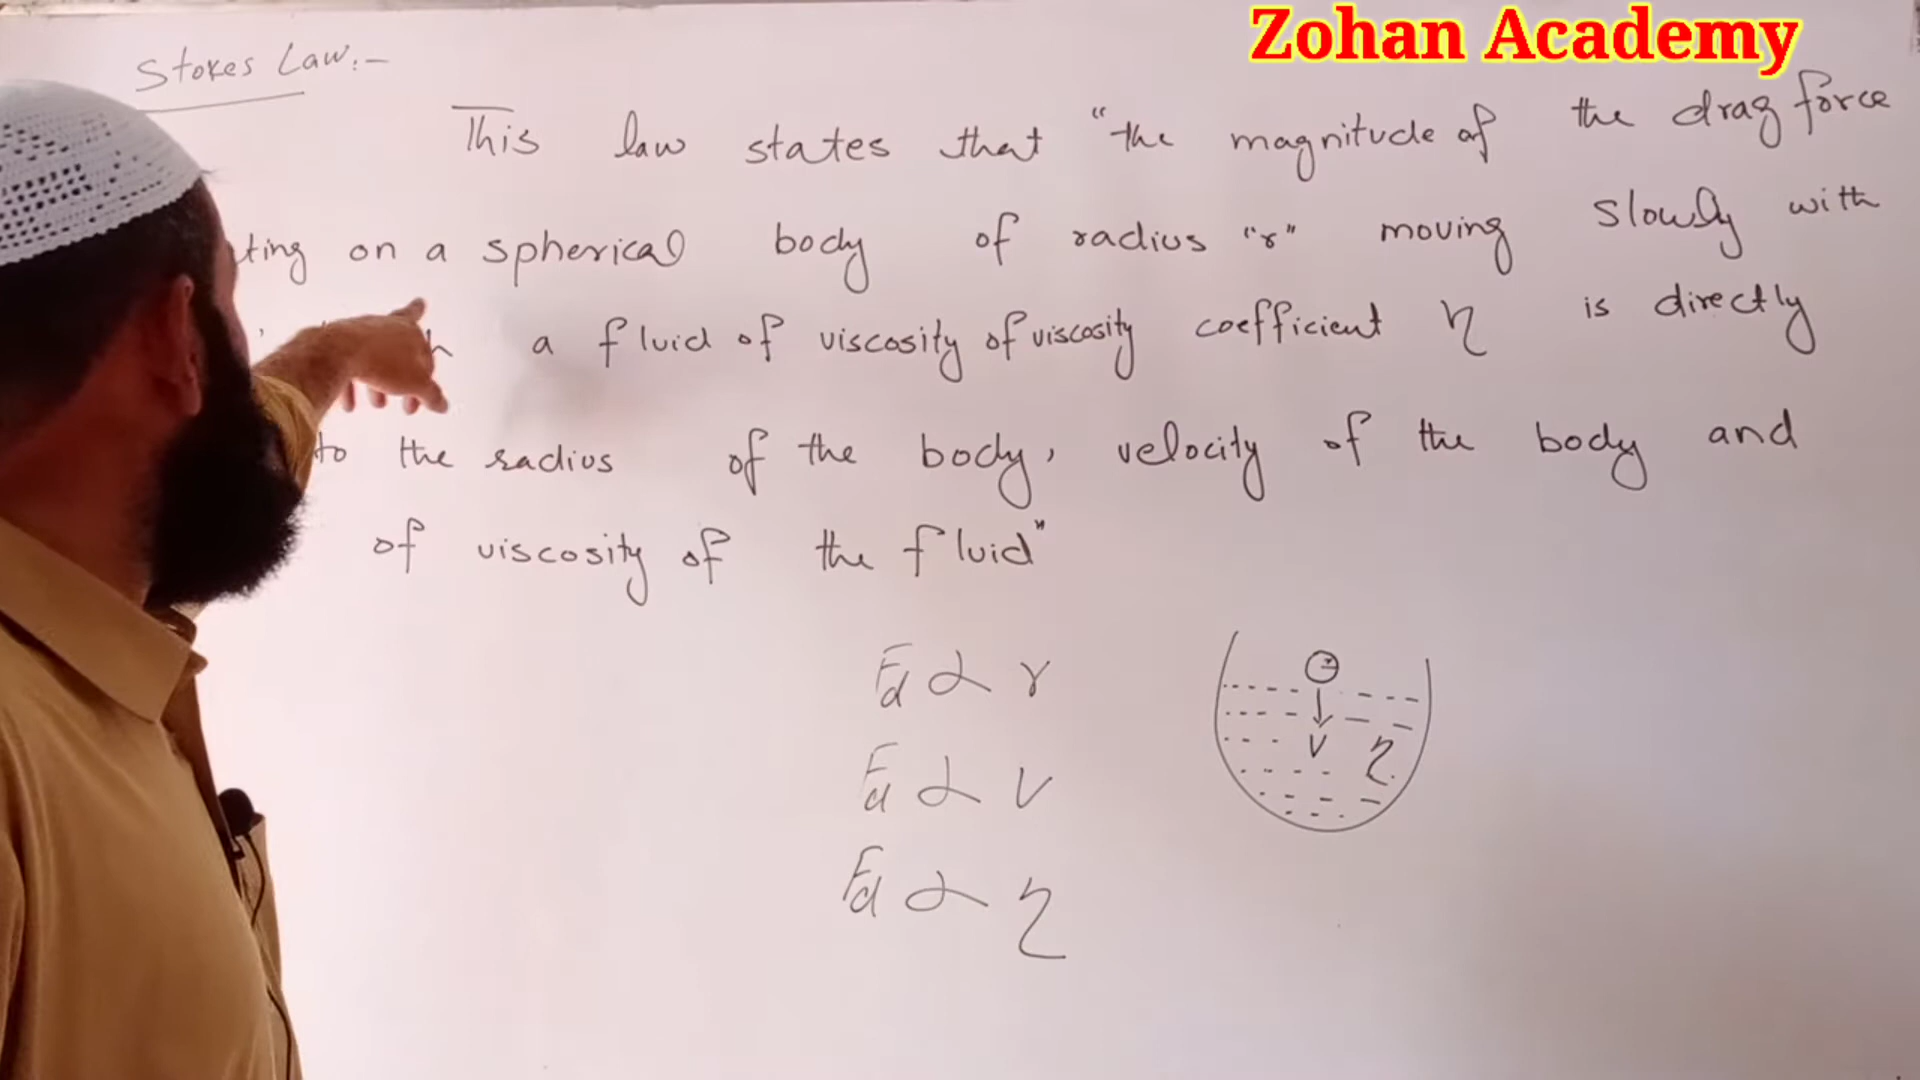 Zohan Academy
Stokes Law:-
This law states that "the magnitude of the drag force
ting on a spherical body of radius "r" moving slowly with
a fluid of viscosity of viscosity coefficient η is directly
to the radius of the body, velocity of the body and
of viscosity of the fluid"
Fd α r
Fd α v
Fd α η
r
v η